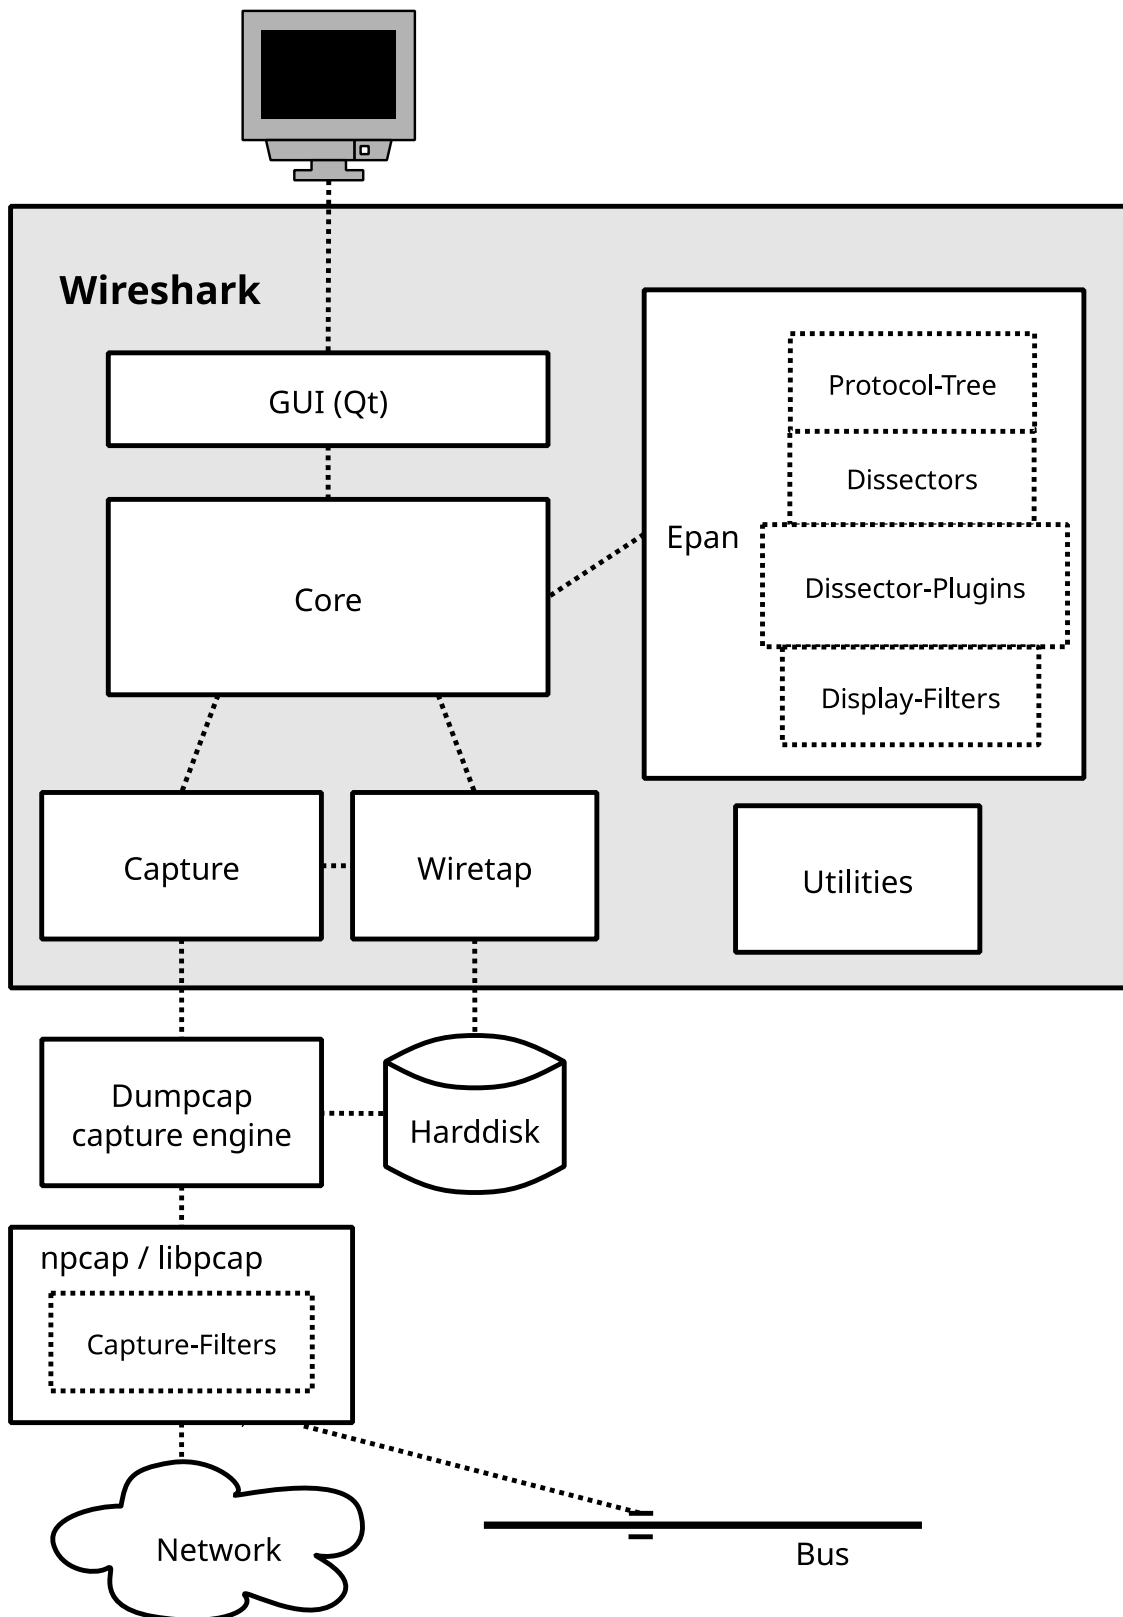 Wireshark
GUI (Qt)
Core
Epan
Protocol-Tree
Dissectors
Dissector-Plugins
Display-Filters
Capture
Wiretap
Utilities
Dumpcap
capture engine
Harddisk
npcap / libpcap
Capture-Filters
Network
Bus